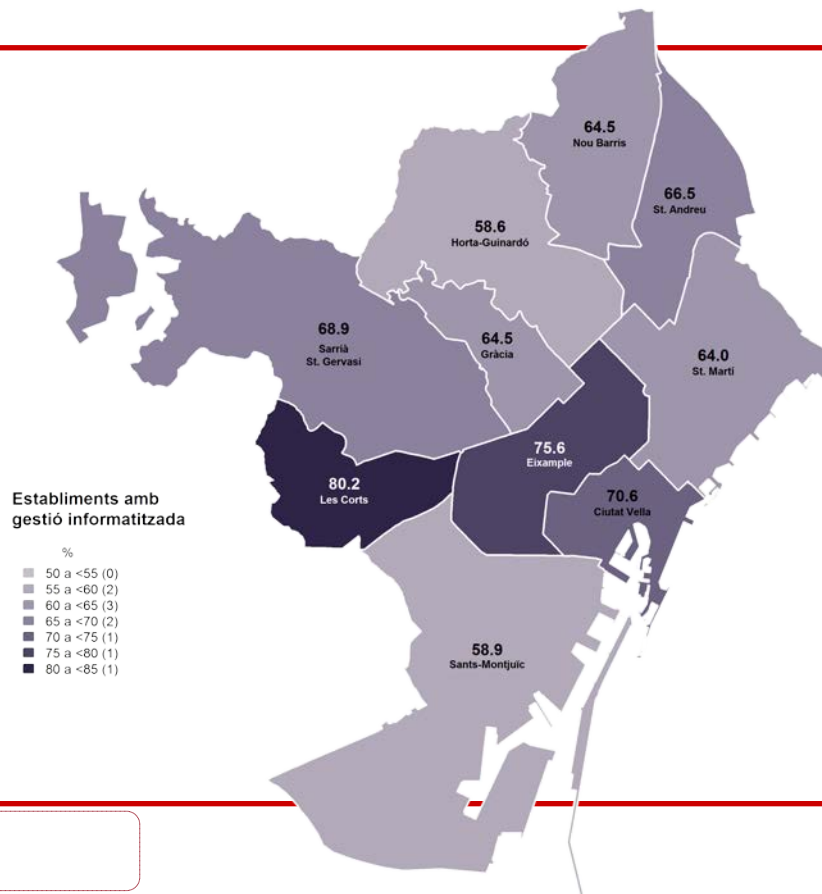 64.5
Nou Barris
66.5
St. Andreu
58.6
Horta-Guinardó
68.9
Sarrià
St. Gervasi
64.5
Gràcia
64.0
St. Martí
75.6
Eixample
80.2
Les Corts
70.6
Ciutat Vella
58.9
Sants-Montjuïc
Establiments amb
gestió informatitzada
%
50 a <55 (0)
55 a <60 (2)
60 a <65 (3)
65 a <70 (2)
70 a <75 (1)
75 a <80 (1)
80 a <85 (1)